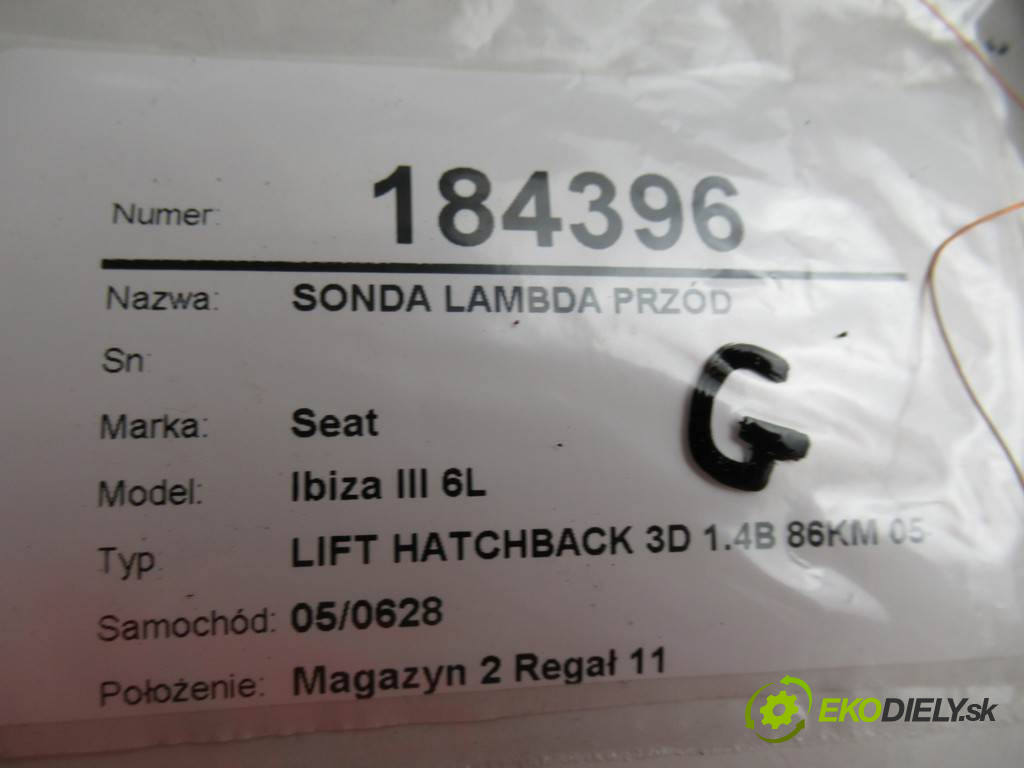 Numer: 184396
Nazwa: SONDA LAMBDA PRZÓD
Sn:
G
Marka: Seat
Model: Ibiza III 6L
Typ: LIFT HATCHBACK 3D 1.4B 86KM 05-
Samochód: 05/0628
Położenie: Magazyn 2 Regał 11
EKODIELY.sk